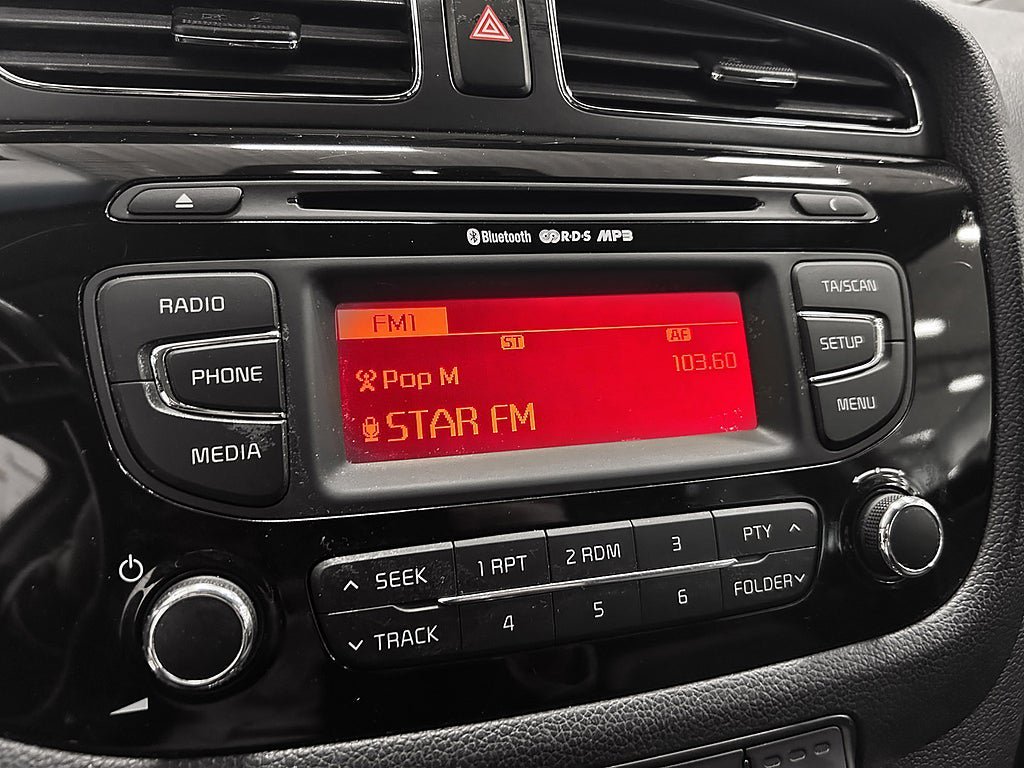 Bluetooth R·D·S MP3
RADIO
PHONE
MEDIA
FM1
ST
AF
Pop M
103.60
STAR FM
TA/SCAN
SETUP
MENU
SEEK
1 RPT
2 RDM
3
PTY
TRACK
4
5
6
FOLDER